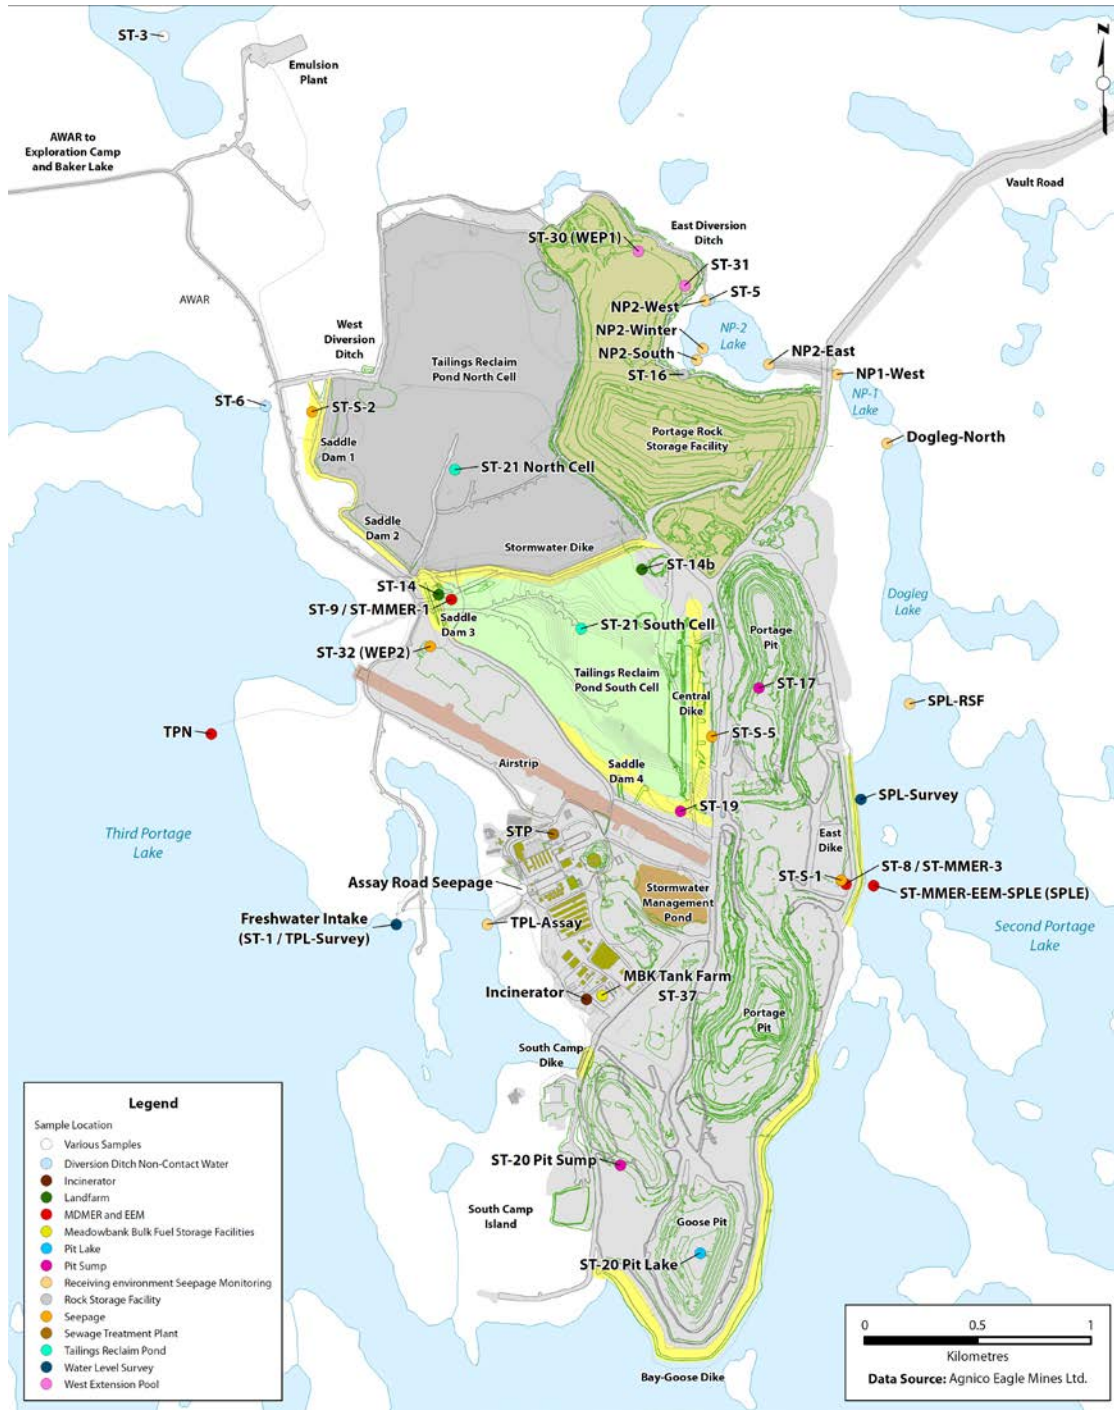 ST-3
Emulsion
Plant
N
AWAR to
Exploration Camp
and Baker Lake
Vault Road
East Diversion
Ditch
ST-30 (WEP1)
ST-31
AWAR
NP2-West
ST-5
West
Diversion
Ditch
NP2-Winter
NP-2
Lake
NP2-South
NP2-East
Tailings Reclaim
Pond North Cell
ST-16
NP1-West
ST-6
ST-S-2
NP-1
Lake
Saddle
Dam 1
Portage Rock
Storage Facility
Dogleg-North
ST-21 North Cell
Saddle
Dam 2
Stormwater Dike
ST-14b
ST-14
ST-9 / ST-MMER-1
Saddle
Dam 3
Dogleg
Lake
ST-21 South Cell
Portage
Pit
ST-32 (WEP2)
Tailings Reclaim
Pond South Cell
Central
Dike
ST-17
SPL-RSF
TPN
ST-S-5
Airstrip
Saddle
Dam 4
SPL-Survey
ST-19
Third Portage
Lake
STP
East
Dike
ST-8 / ST-MMER-3
ST-S-1
Assay Road Seepage
Stormwater
Management
Pond
ST-MMER-EEM-SPLE (SPLE)
Freshwater Intake
(ST-1 / TPL-Survey)
TPL-Assay
Second Portage
Lake
MBK Tank Farm
ST-37
Incinerator
Portage
Pit
South Camp
Dike
ST-20 Pit Sump
South Camp
Island
Goose Pit
ST-20 Pit Lake
Bay-Goose Dike
Legend
Sample Location
Various Samples
Diversion Ditch Non-Contact Water
Incinerator
Landfarm
MDMER and EEM
Meadowbank Bulk Fuel Storage Facilities
Pit Lake
Pit Sump
Receiving environment Seepage Monitoring
Rock Storage Facility
Seepage
Sewage Treatment Plant
Tailings Reclaim Pond
Water Level Survey
West Extension Pool
0 0.5 1
Kilometres
Data Source: Agnico Eagle Mines Ltd.